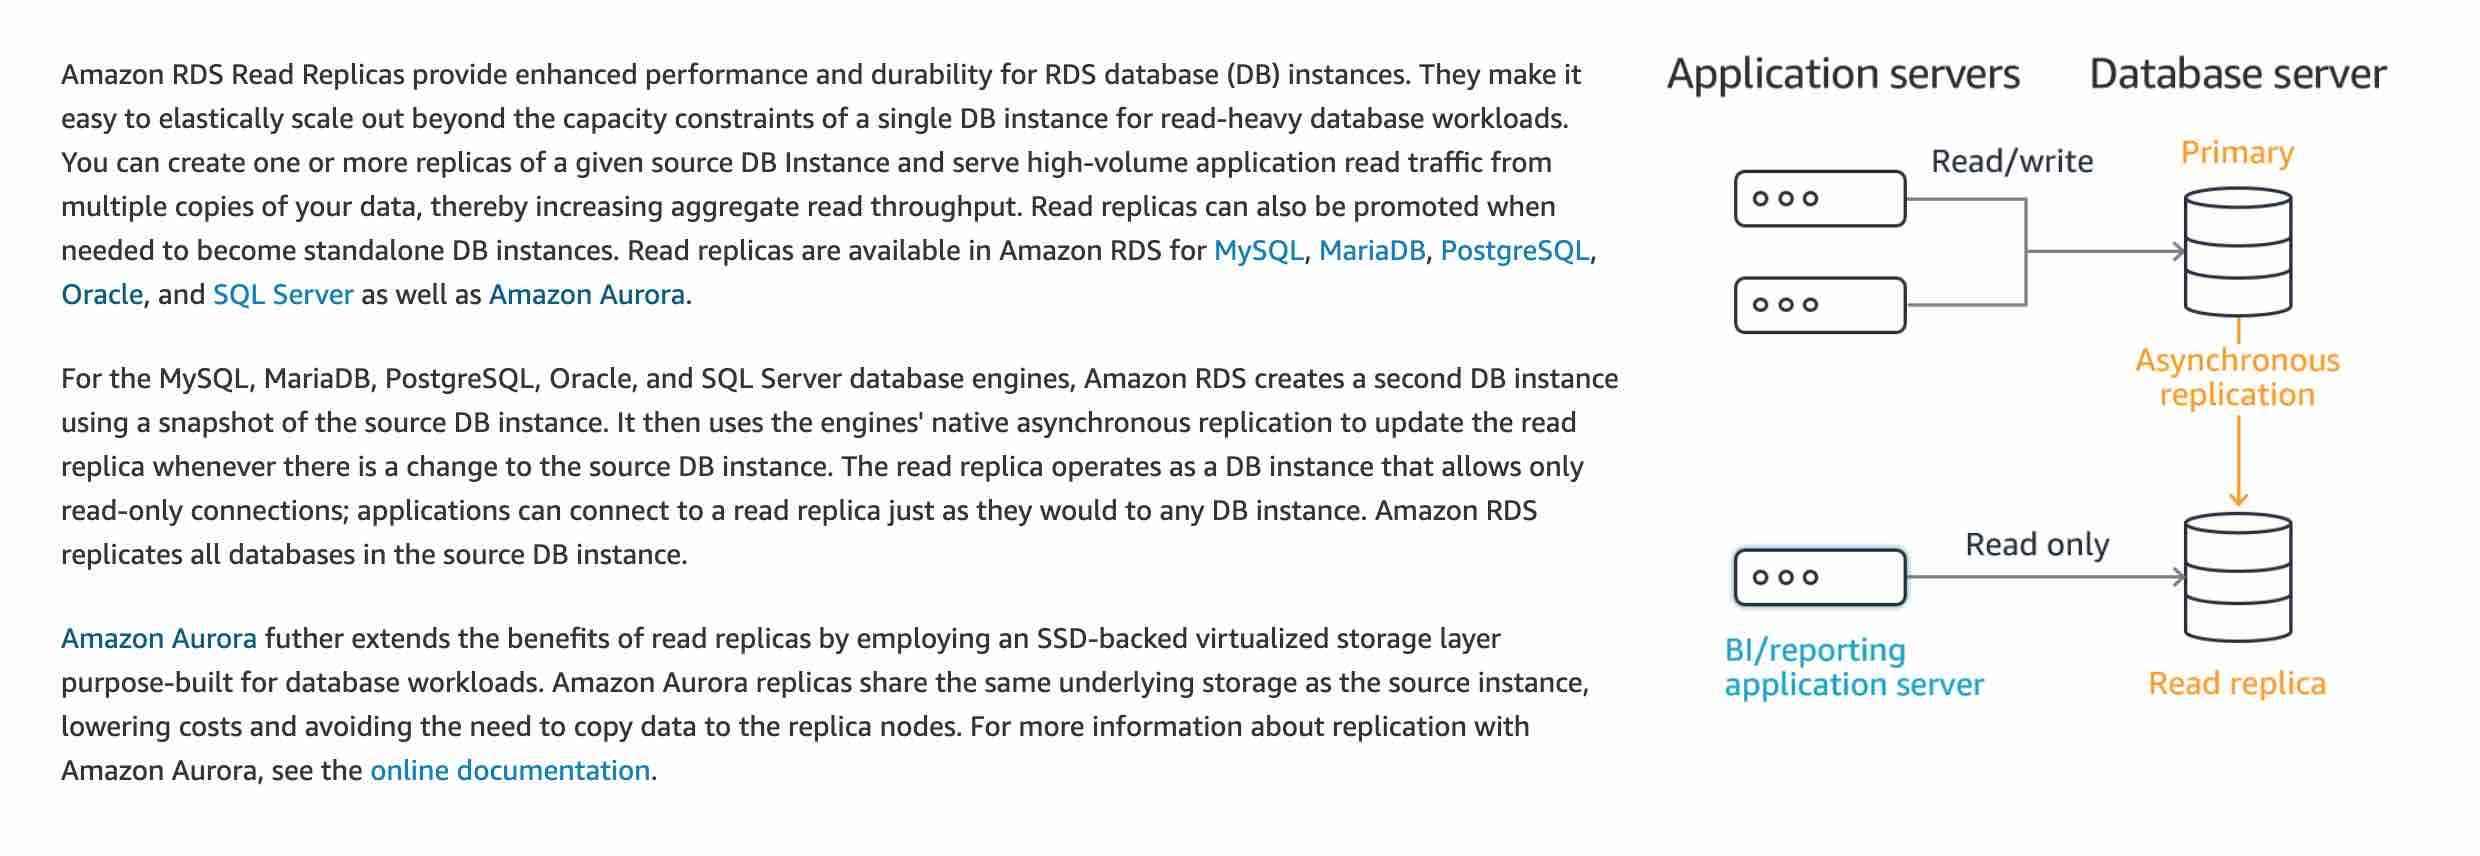 Amazon RDS Read Replicas provide enhanced performance and durability for RDS database (DB) instances. They make it
easy to elastically scale out beyond the capacity constraints of a single DB instance for read-heavy database workloads.
You can create one or more replicas of a given source DB Instance and serve high-volume application read traffic from
multiple copies of your data, thereby increasing aggregate read throughput. Read replicas can also be promoted when
needed to become standalone DB instances. Read replicas are available in Amazon RDS for MySQL, MariaDB, PostgreSQL,
Oracle, and SQL Server as well as Amazon Aurora.
For the MySQL, MariaDB, PostgreSQL, Oracle, and SQL Server database engines, Amazon RDS creates a second DB instance
using a snapshot of the source DB instance. It then uses the engines' native asynchronous replication to update the read
replica whenever there is a change to the source DB instance. The read replica operates as a DB instance that allows only
read-only connections; applications can connect to a read replica just as they would to any DB instance. Amazon RDS
replicates all databases in the source DB instance.
Amazon Aurora futher extends the benefits of read replicas by employing an SSD-backed virtualized storage layer
purpose-built for database workloads. Amazon Aurora replicas share the same underlying storage as the source instance,
lowering costs and avoiding the need to copy data to the replica nodes. For more information about replication with
Amazon Aurora, see the online documentation.
Application servers
Database server
Read/write
Primary
Asynchronous
replication
Read only
BI/reporting
application server
Read replica